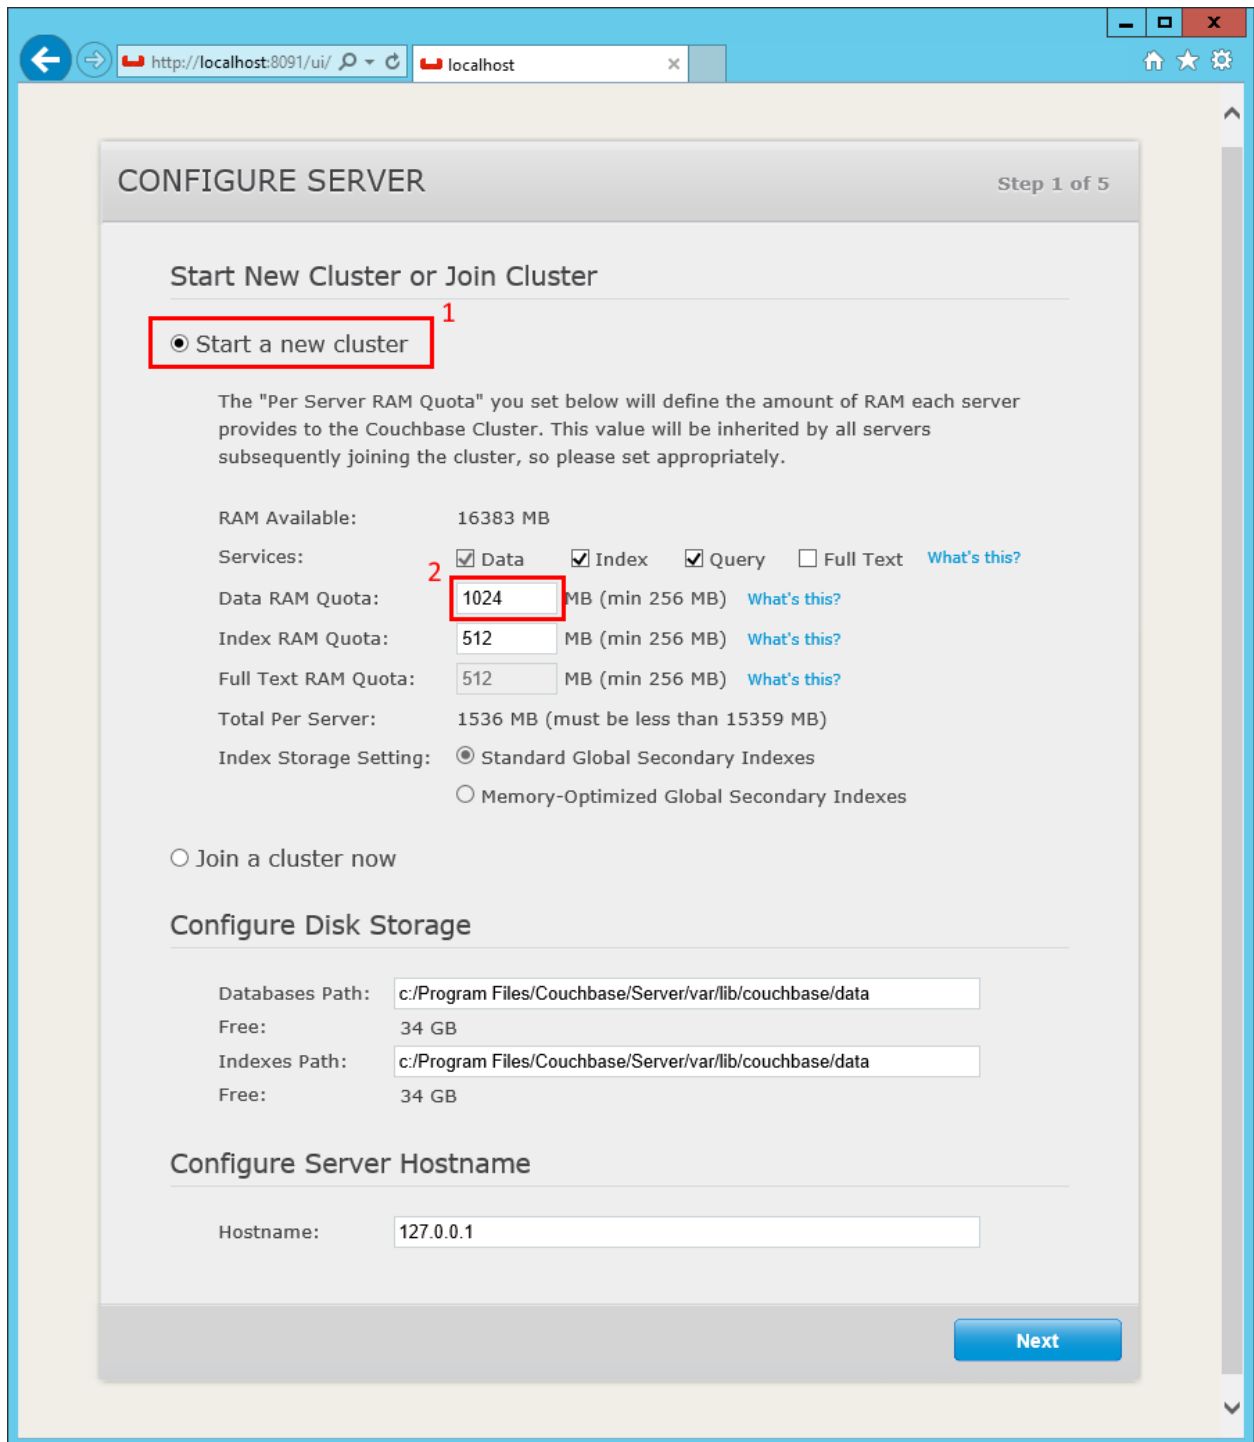 http://localhost:8091/ui/
localhost
CONFIGURE SERVER
Step 1 of 5
Start New Cluster or Join Cluster
1
Start a new cluster
The "Per Server RAM Quota" you set below will define the amount of RAM each server
provides to the Couchbase Cluster. This value will be inherited by all servers
subsequently joining the cluster, so please set appropriately.
RAM Available: 16383 MB
Services: Data Index Query Full Text What's this?
2
Data RAM Quota: 1024 MB (min 256 MB) What's this?
Index RAM Quota: 512 MB (min 256 MB) What's this?
Full Text RAM Quota: 512 MB (min 256 MB) What's this?
Total Per Server: 1536 MB (must be less than 15359 MB)
Index Storage Setting: Standard Global Secondary Indexes
Memory-Optimized Global Secondary Indexes
Join a cluster now
Configure Disk Storage
Databases Path: c:/Program Files/Couchbase/Server/var/lib/couchbase/data
Free: 34 GB
Indexes Path: c:/Program Files/Couchbase/Server/var/lib/couchbase/data
Free: 34 GB
Configure Server Hostname
Hostname: 127.0.0.1
Next